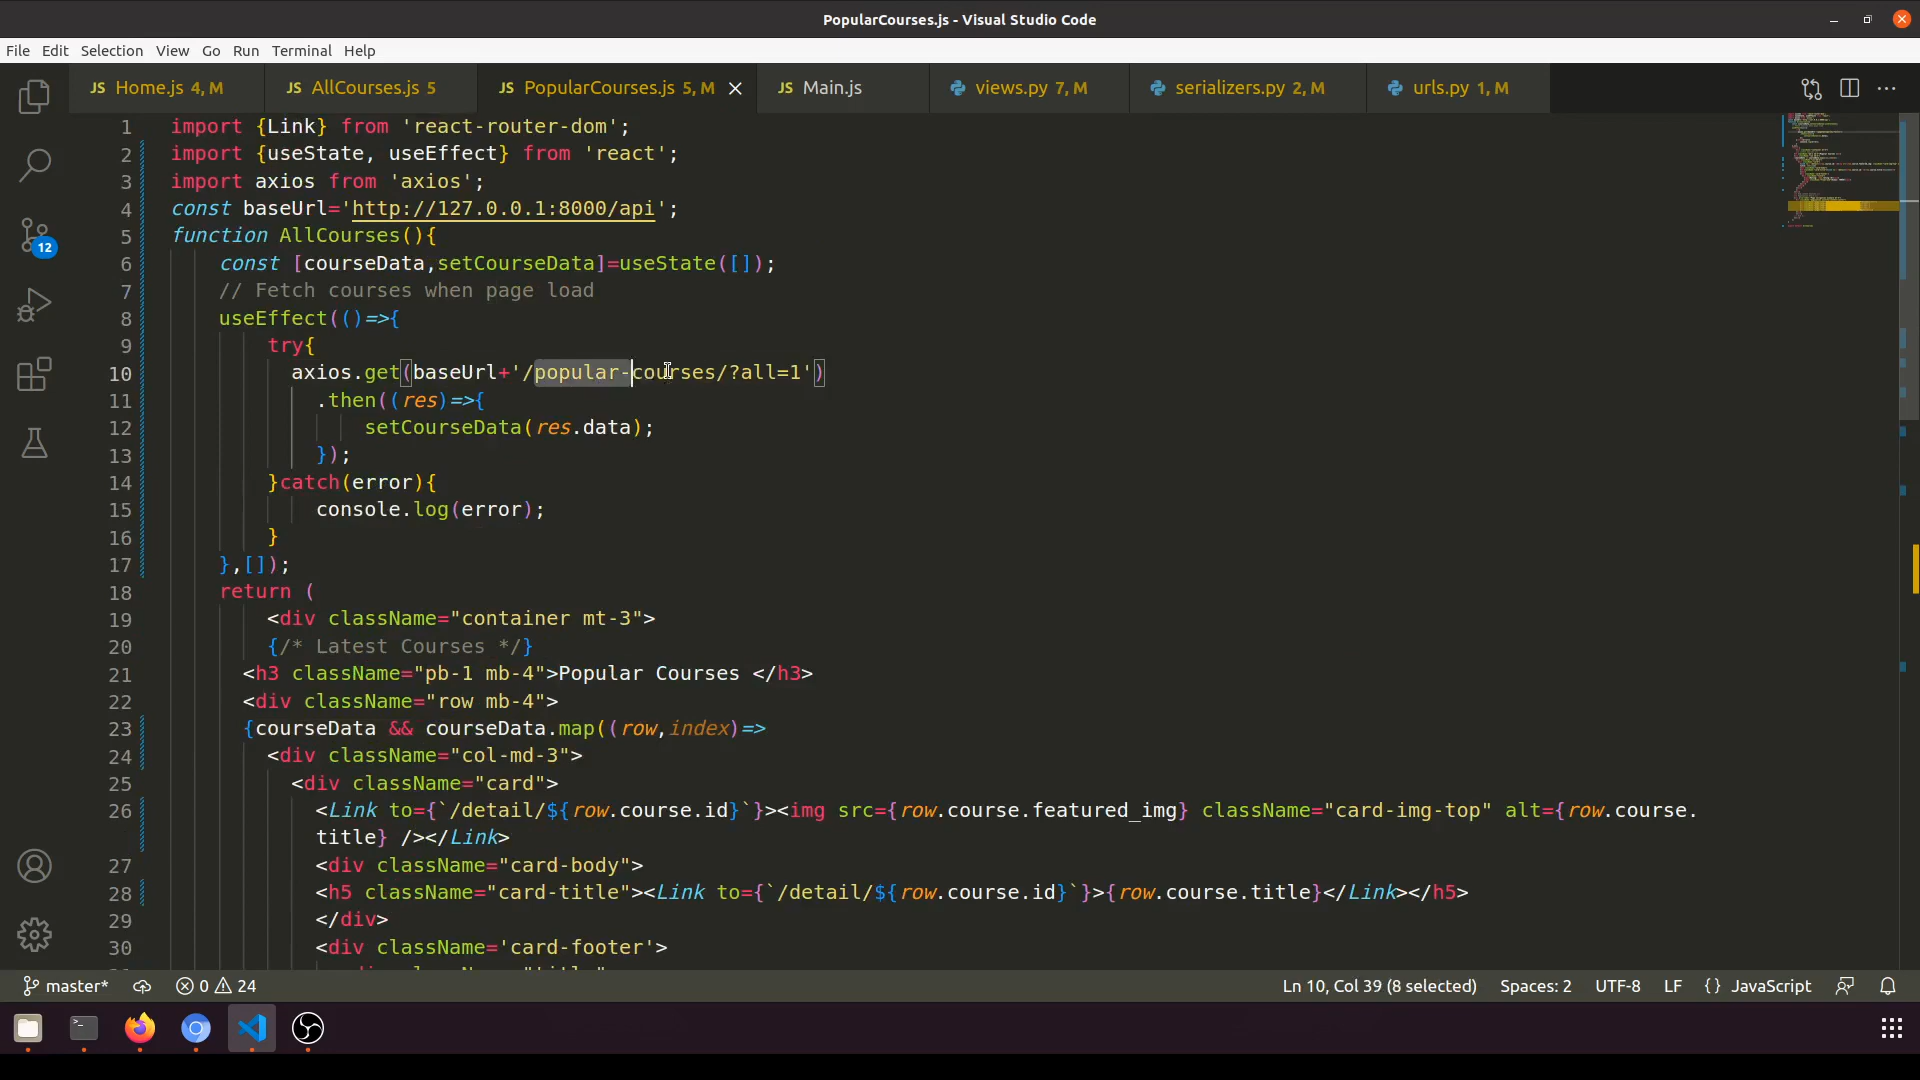 PopularCourses.js - Visual Studio Code
File Edit Selection View Go Run Terminal Help
JS Home.js 4, M JS AllCourses.js 5 JS PopularCourses.js 5, M JS Main.js views.py 7, M serializers.py 2, M urls.py 1, M
1 import {Link} from 'react-router-dom';
2 import {useState, useEffect} from 'react';
3 import axios from 'axios';
4 const baseUrl='http://127.0.0.1:8000/api';
5 function AllCourses(){
6 const [courseData,setCourseData]=useState([]);
7 // Fetch courses when page load
8 useEffect(()=>{
9 try{
10 axios.get(baseUrl+'/popular-courses/?all=1')
11 .then((res)=>{
12 setCourseData(res.data);
13 });
14 }catch(error){
15 console.log(error);
16 }
17 },[]);
18 return (
19 <div className="container mt-3">
20 {/* Latest Courses */}
21 <h3 className="pb-1 mb-4">Popular Courses </h3>
22 <div className="row mb-4">
23 {courseData && courseData.map((row,index)=>
24 <div className="col-md-3">
25 <div className="card">
26 <Link to={`/detail/${row.course.id}`}><img src={row.course.featured_img} className="card-img-top" alt={row.course.
title} /></Link>
27 <div className="card-body">
28 <h5 className="card-title"><Link to={`/detail/${row.course.id}`}>{row.course.title}</Link></h5>
29 </div>
30 <div className='card-footer'>
12
master* 0 24 Ln 10, Col 39 (8 selected) Spaces: 2 UTF-8 LF {} JavaScript